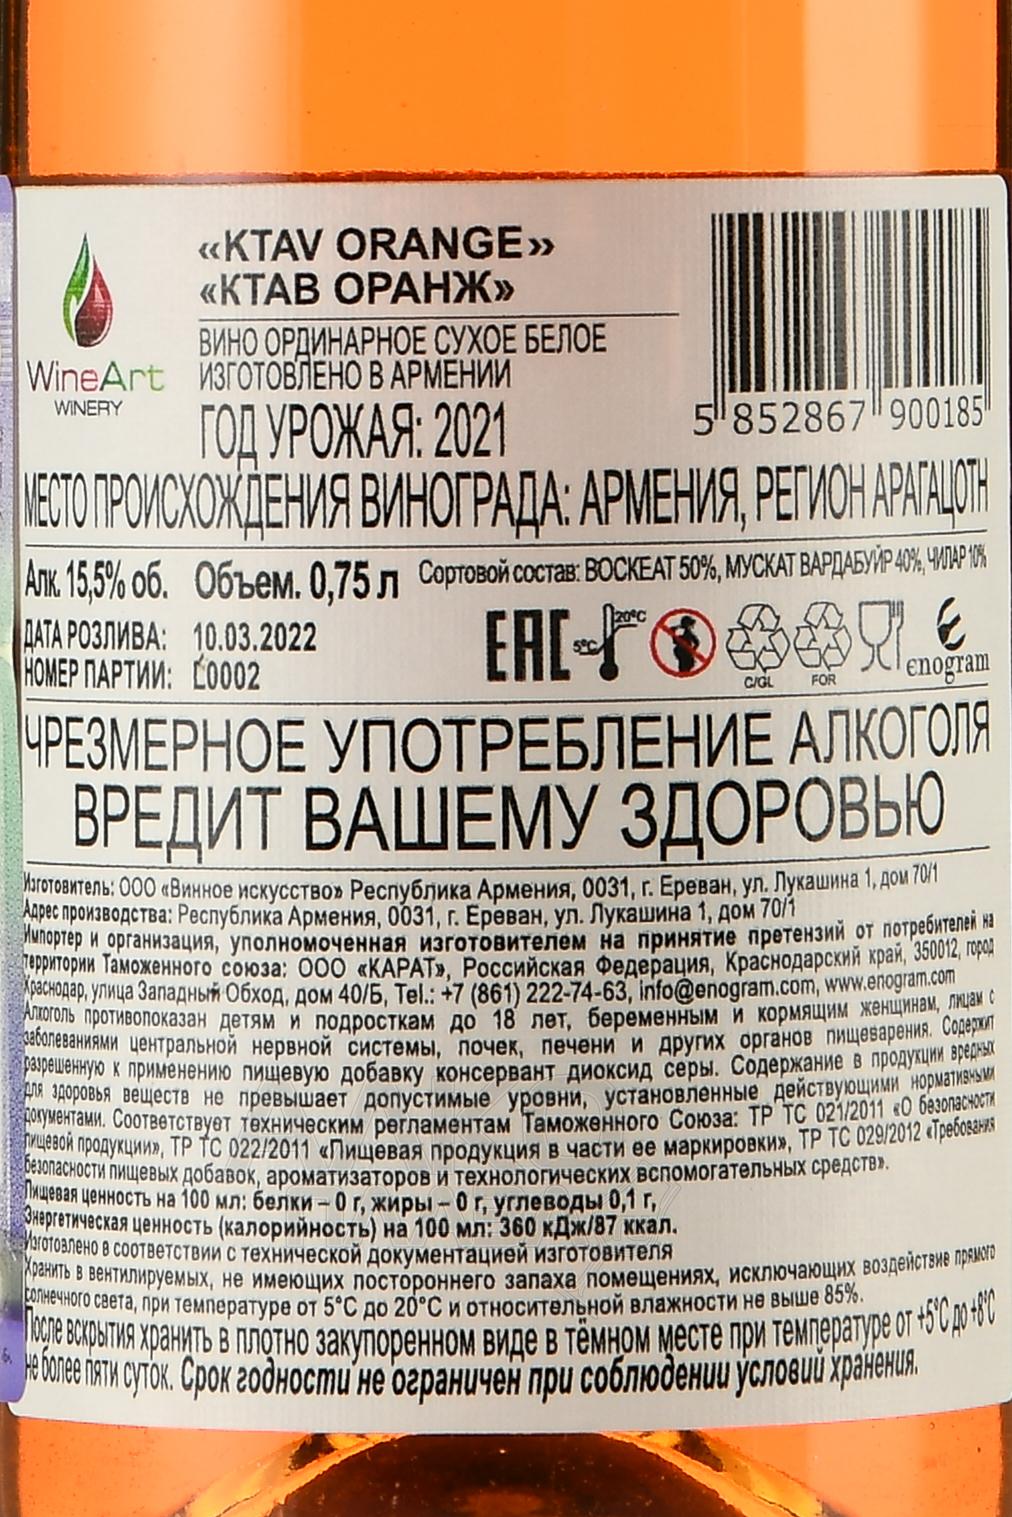 WineArt
WINERY
«KTAV ORANGE»
«КТАВ ОРАНЖ»
ВИНО ОРДИНАРНОЕ СУХОЕ БЕЛОЕ
ИЗГОТОВЛЕНО В АРМЕНИИ
ГОД УРОЖАЯ: 2021
5 852867 900185
МЕСТО ПРОИСХОЖДЕНИЯ ВИНОГРАДА: АРМЕНИЯ, РЕГИОН АРАГАЦОТН
Алк. 15,5% об. Объем. 0,75 л Сортовой состав: ВОСКЕАТ 50%, МУСКАТ ВАРДАБУЙР 40%, ЧИЛАР 10%
ДАТА РОЗЛИВА: 10.03.2022
НОМЕР ПАРТИИ: L0002
EAC 5°C 20°C C/GL FOR enogram
ЧРЕЗМЕРНОЕ УПОТРЕБЛЕНИЕ АЛКОГОЛЯ
ВРЕДИТ ВАШЕМУ ЗДОРОВЬЮ
Изготовитель: ООО «Винное искусство» Республика Армения, 0031, г. Ереван, ул. Лукашина 1, дом 70/1
Адрес производства: Республика Армения, 0031, г. Ереван, ул. Лукашина 1, дом 70/1
Импортер и организация, уполномоченная изготовителем на принятие претензий от потребителей на
территории Таможенного союза: ООО «КАРАТ», Российская Федерация, Краснодарский край, 350012, город
Краснодар, улица Западный Обход, дом 40/Б, Tel.: +7 (861) 222-74-63, info@enogram.com, www.enogram.com
Алкоголь противопоказан детям и подросткам до 18 лет, беременным и кормящим женщинам, лицам с
заболеваниями центральной нервной системы, почек, печени и других органов пищеварения. Содержит
разрешенную к применению пищевую добавку консервант диоксид серы. Содержание в продукции вредных
для здоровья веществ не превышает допустимые уровни, установленные действующими нормативными
документами. Соответствует техническим регламентам Таможенного Союза: ТР ТС 021/2011 «О безопасности
пищевой продукции», ТР ТС 022/2011 «Пищевая продукция в части ее маркировки», ТР ТС 029/2012 «Требования
безопасности пищевых добавок, ароматизаторов и технологических вспомогательных средств».
Пищевая ценность на 100 мл: белки – 0 г, жиры – 0 г, углеводы 0,1 г,
Энергетическая ценность (калорийность) на 100 мл: 360 кДж/87 ккал.
Изготовлено в соответствии с технической документацией изготовителя
Хранить в вентилируемых, не имеющих постороннего запаха помещениях, исключающих воздействие прямого
солнечного света, при температуре от 5°С до 20°С и относительной влажности не выше 85%.
После вскрытия хранить в плотно закупоренном виде в тёмном месте при температуре от +5°С до +8°С
не более пяти суток. Срок годности не ограничен при соблюдении условий хранения.